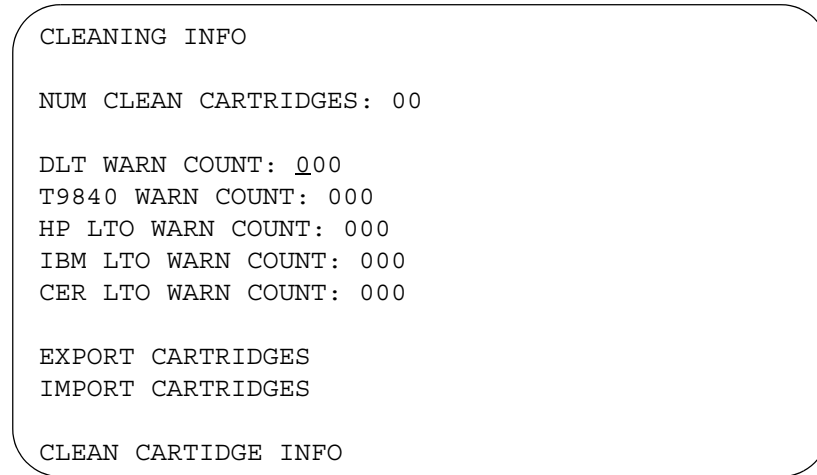 CLEANING INFO
NUM CLEAN CARTRIDGES: 00
DLT WARN COUNT: 000
T9840 WARN COUNT: 000
HP LTO WARN COUNT: 000
IBM LTO WARN COUNT: 000
CER LTO WARN COUNT: 000
EXPORT CARTRIDGES
IMPORT CARTRIDGES
CLEAN CARTIDGE INFO